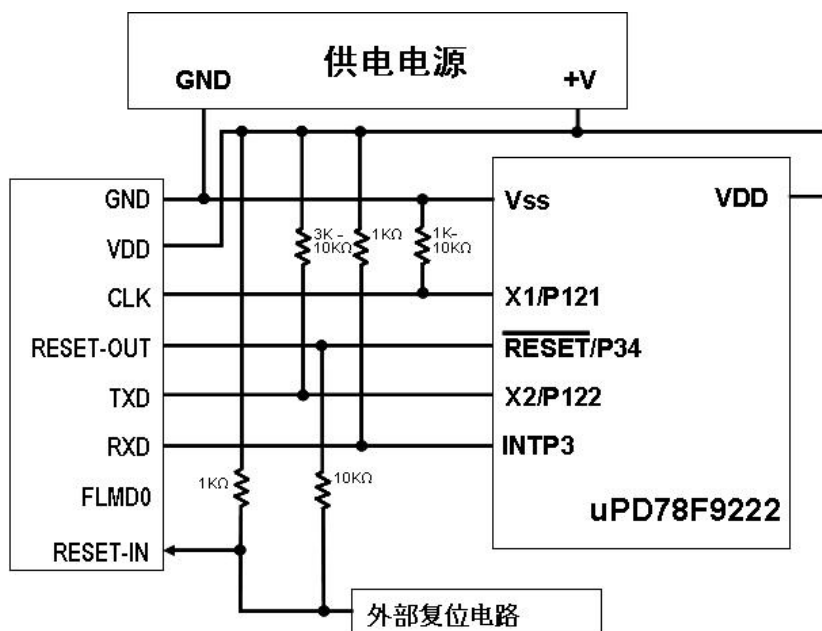 供电电源
GND
+V
GND
VDD
CLK
RESET-OUT
TXD
RXD
FLMD0
RESET-IN
3K-
10KΩ
1KΩ
1K-
10KΩ
1KΩ
10KΩ
Vss
VDD
X1/P121
RESET/P34
X2/P122
INTP3
uPD78F9222
外部复位电路